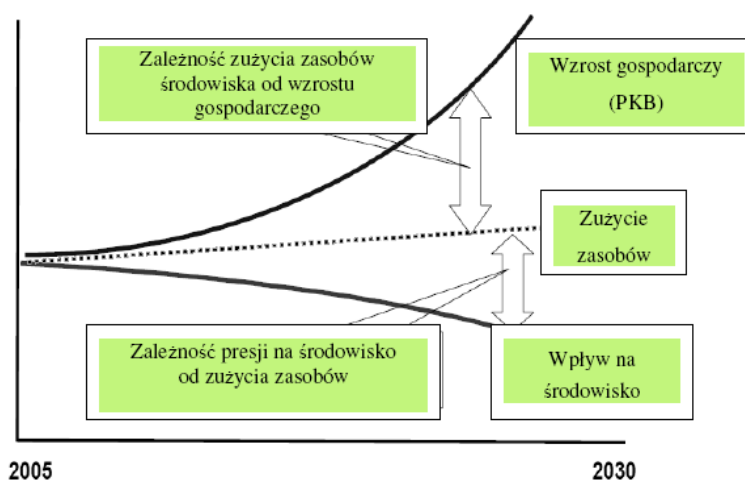 Zależność zużycia zasobów
środowiska od wzrostu
gospodarczego
Wzrost gospodarczy
(PKB)
Zużycie
zasobów
Zależność presji na środowisko
od zużycia zasobów
Wpływ na
środowisko
2005
2030